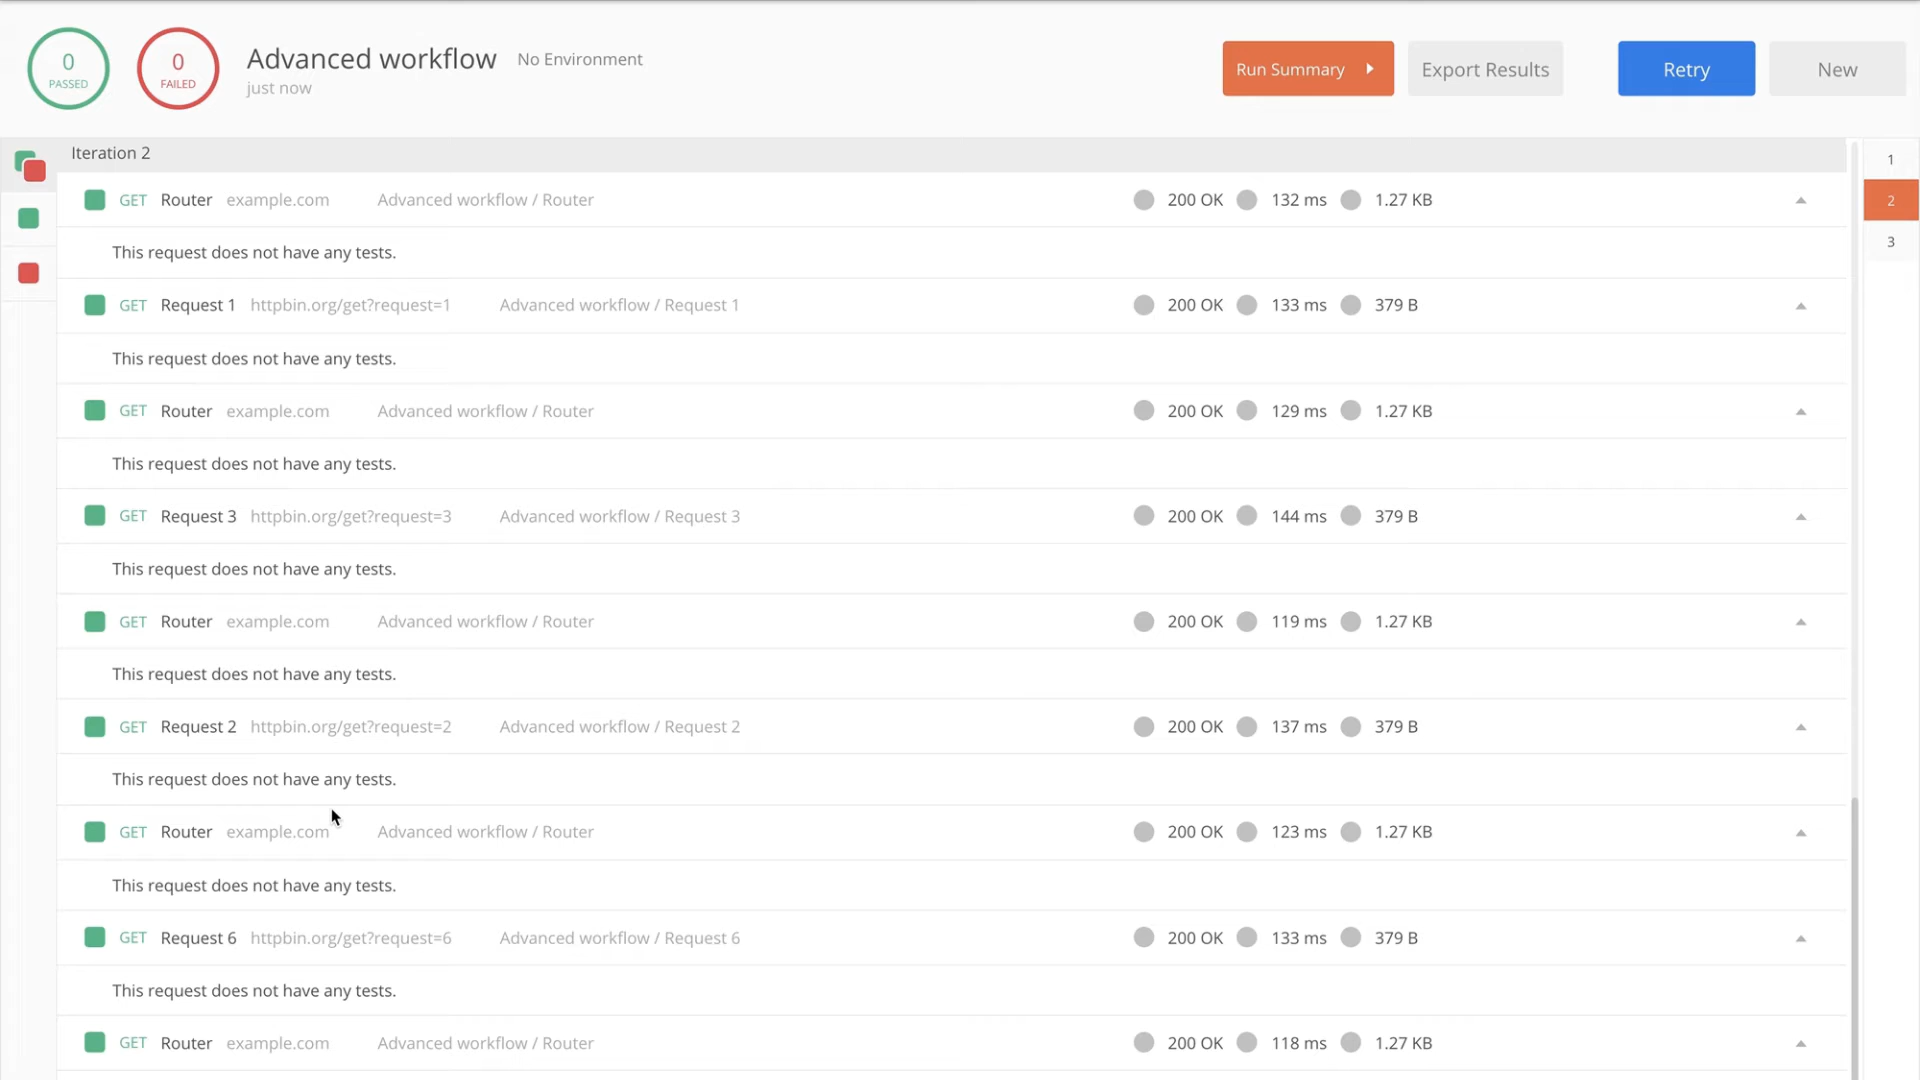 0 PASSED
0 FAILED
Advanced workflow No Environment
just now
Run Summary Export Results Retry New
Iteration 2
1
2
3
GET Router example.com Advanced workflow / Router 200 OK 132 ms 1.27 KB
This request does not have any tests.
GET Request 1 httpbin.org/get?request=1 Advanced workflow / Request 1 200 OK 133 ms 379 B
This request does not have any tests.
GET Router example.com Advanced workflow / Router 200 OK 129 ms 1.27 KB
This request does not have any tests.
GET Request 3 httpbin.org/get?request=3 Advanced workflow / Request 3 200 OK 144 ms 379 B
This request does not have any tests.
GET Router example.com Advanced workflow / Router 200 OK 119 ms 1.27 KB
This request does not have any tests.
GET Request 2 httpbin.org/get?request=2 Advanced workflow / Request 2 200 OK 137 ms 379 B
This request does not have any tests.
GET Router example.com Advanced workflow / Router 200 OK 123 ms 1.27 KB
This request does not have any tests.
GET Request 6 httpbin.org/get?request=6 Advanced workflow / Request 6 200 OK 133 ms 379 B
This request does not have any tests.
GET Router example.com Advanced workflow / Router 200 OK 118 ms 1.27 KB